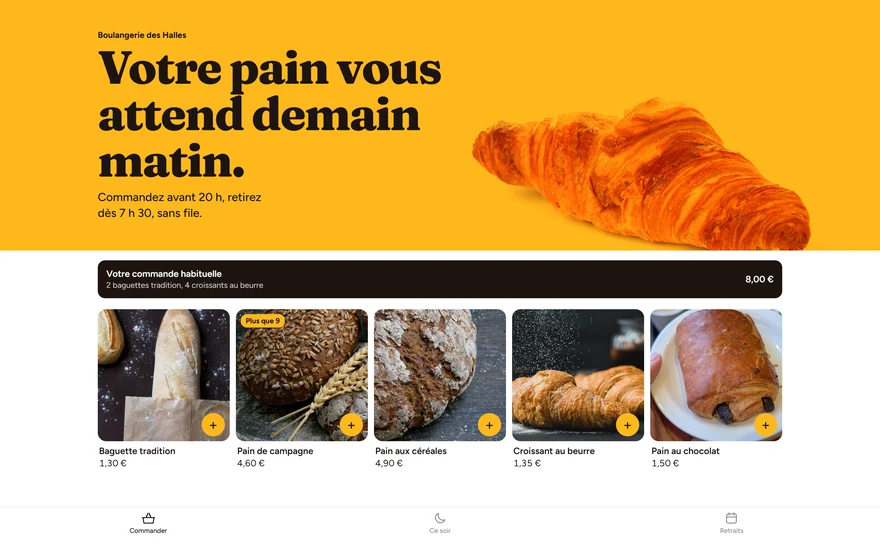 Boulangerie des Halles
Votre pain vous
attend demain
matin.
Commandez avant 20 h, retirez
dès 7 h 30, sans file.
Votre commande habituelle
2 baguettes tradition, 4 croissants au beurre
8,00 €
Plus que 9
Baguette tradition
1,30 €
Pain de campagne
4,60 €
Pain aux céréales
4,90 €
Croissant au beurre
1,35 €
Pain au chocolat
1,50 €
Commander
Ce soir
Retraits